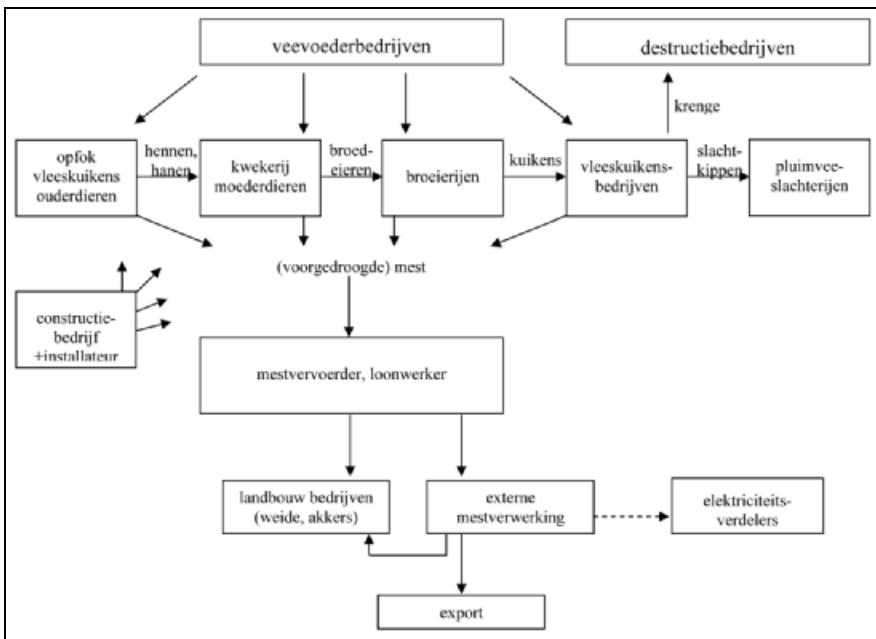 veevoederbedrijven
destructiebedrijven
krenge
opfok
vleeskuikens
ouderdieren
hennen,
hanen
kwekerij
moederdieren
broed-
eieren
broeierijen
kuikens
vleeskuikens-
bedrijven
slacht-
kippen
pluimvee-
slachterijen
(voorgedroogde) mest
constructie-
bedrijf
+installateur
mestvervoerder, loonwerker
landbouw bedrijven
(weide, akkers)
externe
mestverwerking
elektriciteits-
verdelers
export